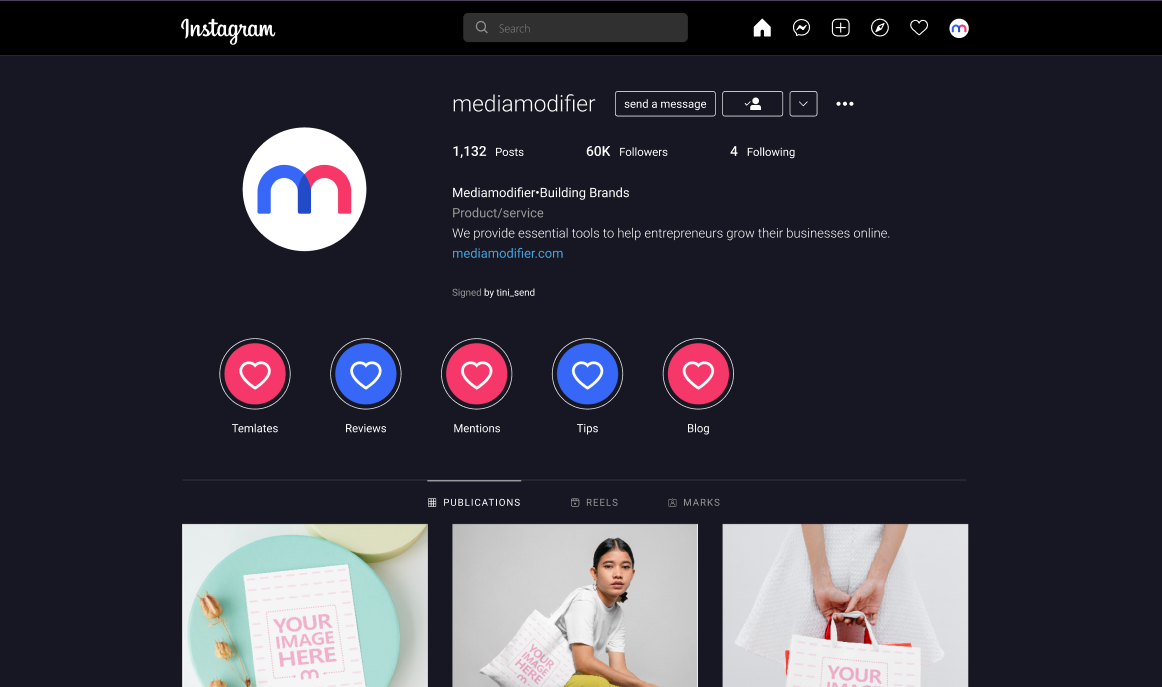 Instagram
Search
mediamodifier
send a message
1,132 Posts 60K Followers 4 Following
Mediamodifier•Building Brands
Product/service
We provide essential tools to help entrepreneurs grow their businesses online.
mediamodifier.com
Signed by tini_send
Temlates Reviews Mentions Tips Blog
PUBLICATIONS REELS MARKS
YOUR
IMAGE
HERE
YOUR
IMAGE
YOUR